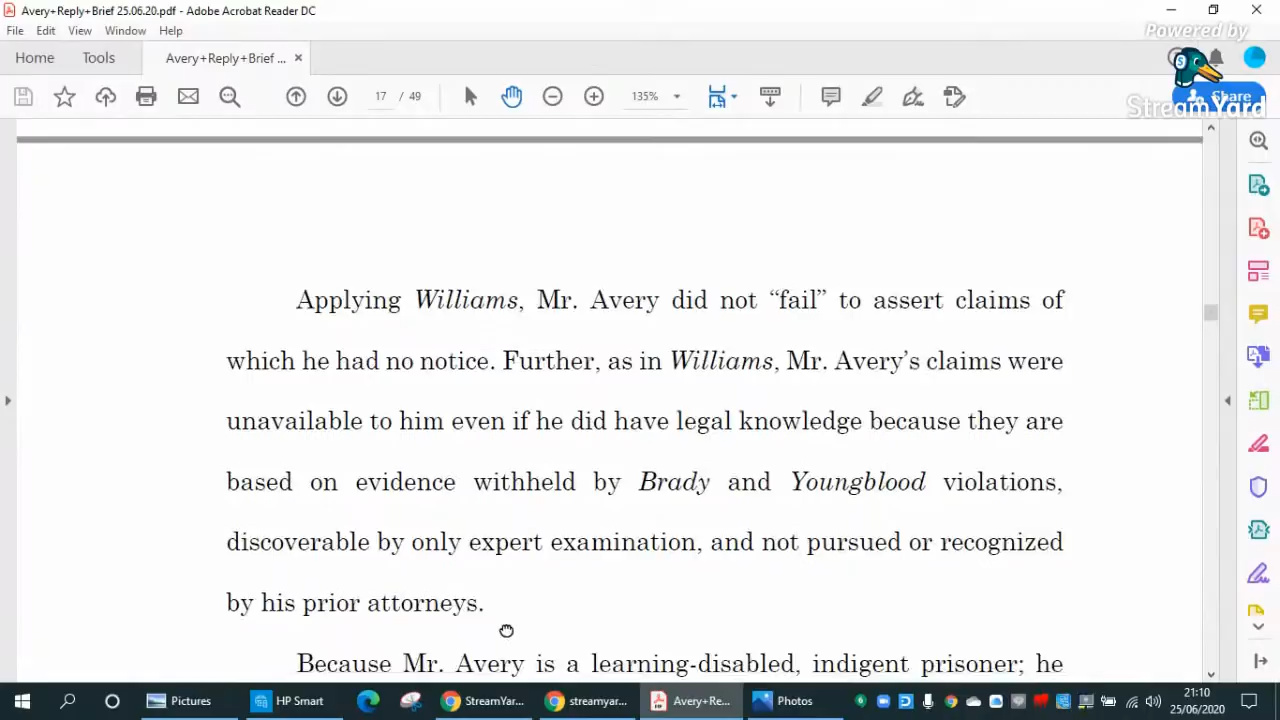 Avery+Reply+Brief 25.06.20.pdf - Adobe Acrobat Reader DC
Powered by
File Edit View Window Help
Home Tools Avery+Reply+Brief ... ×
17 / 49 135% Share
StreamYard
Applying Williams, Mr. Avery did not “fail” to assert claims of
which he had no notice. Further, as in Williams, Mr. Avery’s claims were
unavailable to him even if he did have legal knowledge because they are
based on evidence withheld by Brady and Youngblood violations,
discoverable by only expert examination, and not pursued or recognized
by his prior attorneys.
Because Mr. Avery is a learning-disabled, indigent prisoner; he
Pictures HP Smart StreamYar... streamyar... Avery+Re... Photos 21:10
25/06/2020